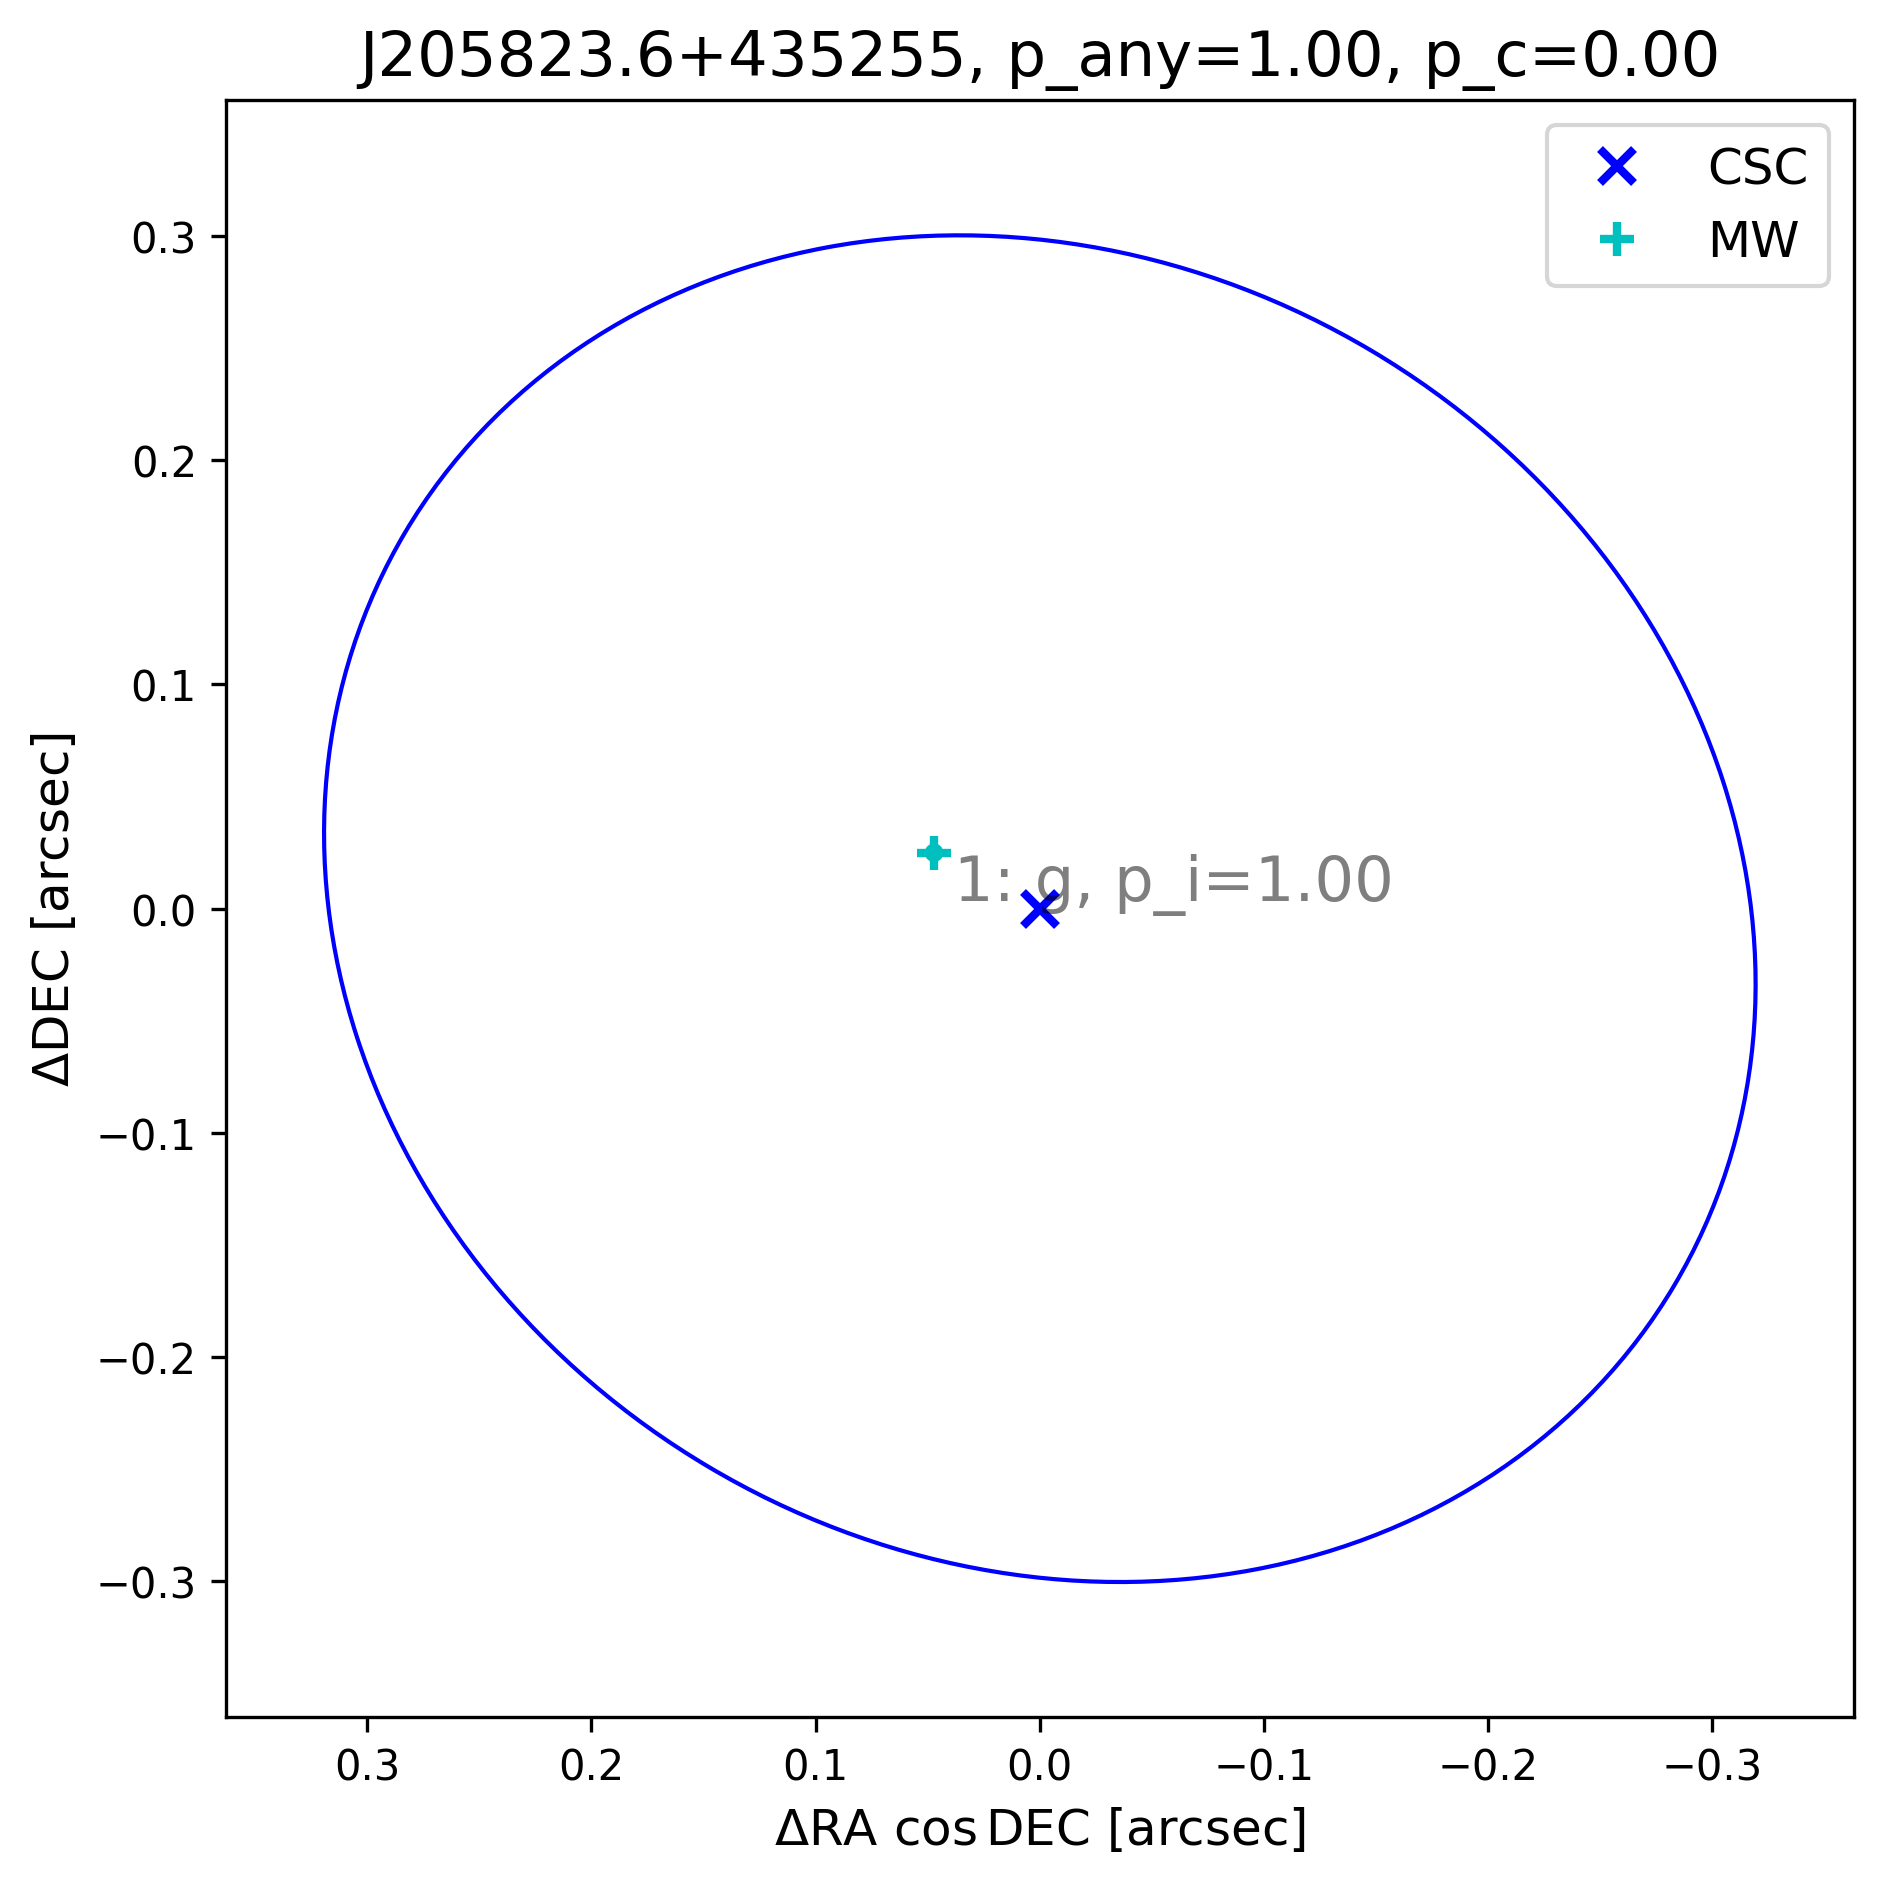 J205823.6+435255, p_any=1.00, p_c=0.00
CSC
MW
0.3
0.2
0.1
0.0
−0.1
−0.2
−0.3
ΔDEC [arcsec]
1: g, p_i=1.00
0.3
0.2
0.1
0.0
−0.1
−0.2
−0.3
ΔRA cos DEC [arcsec]